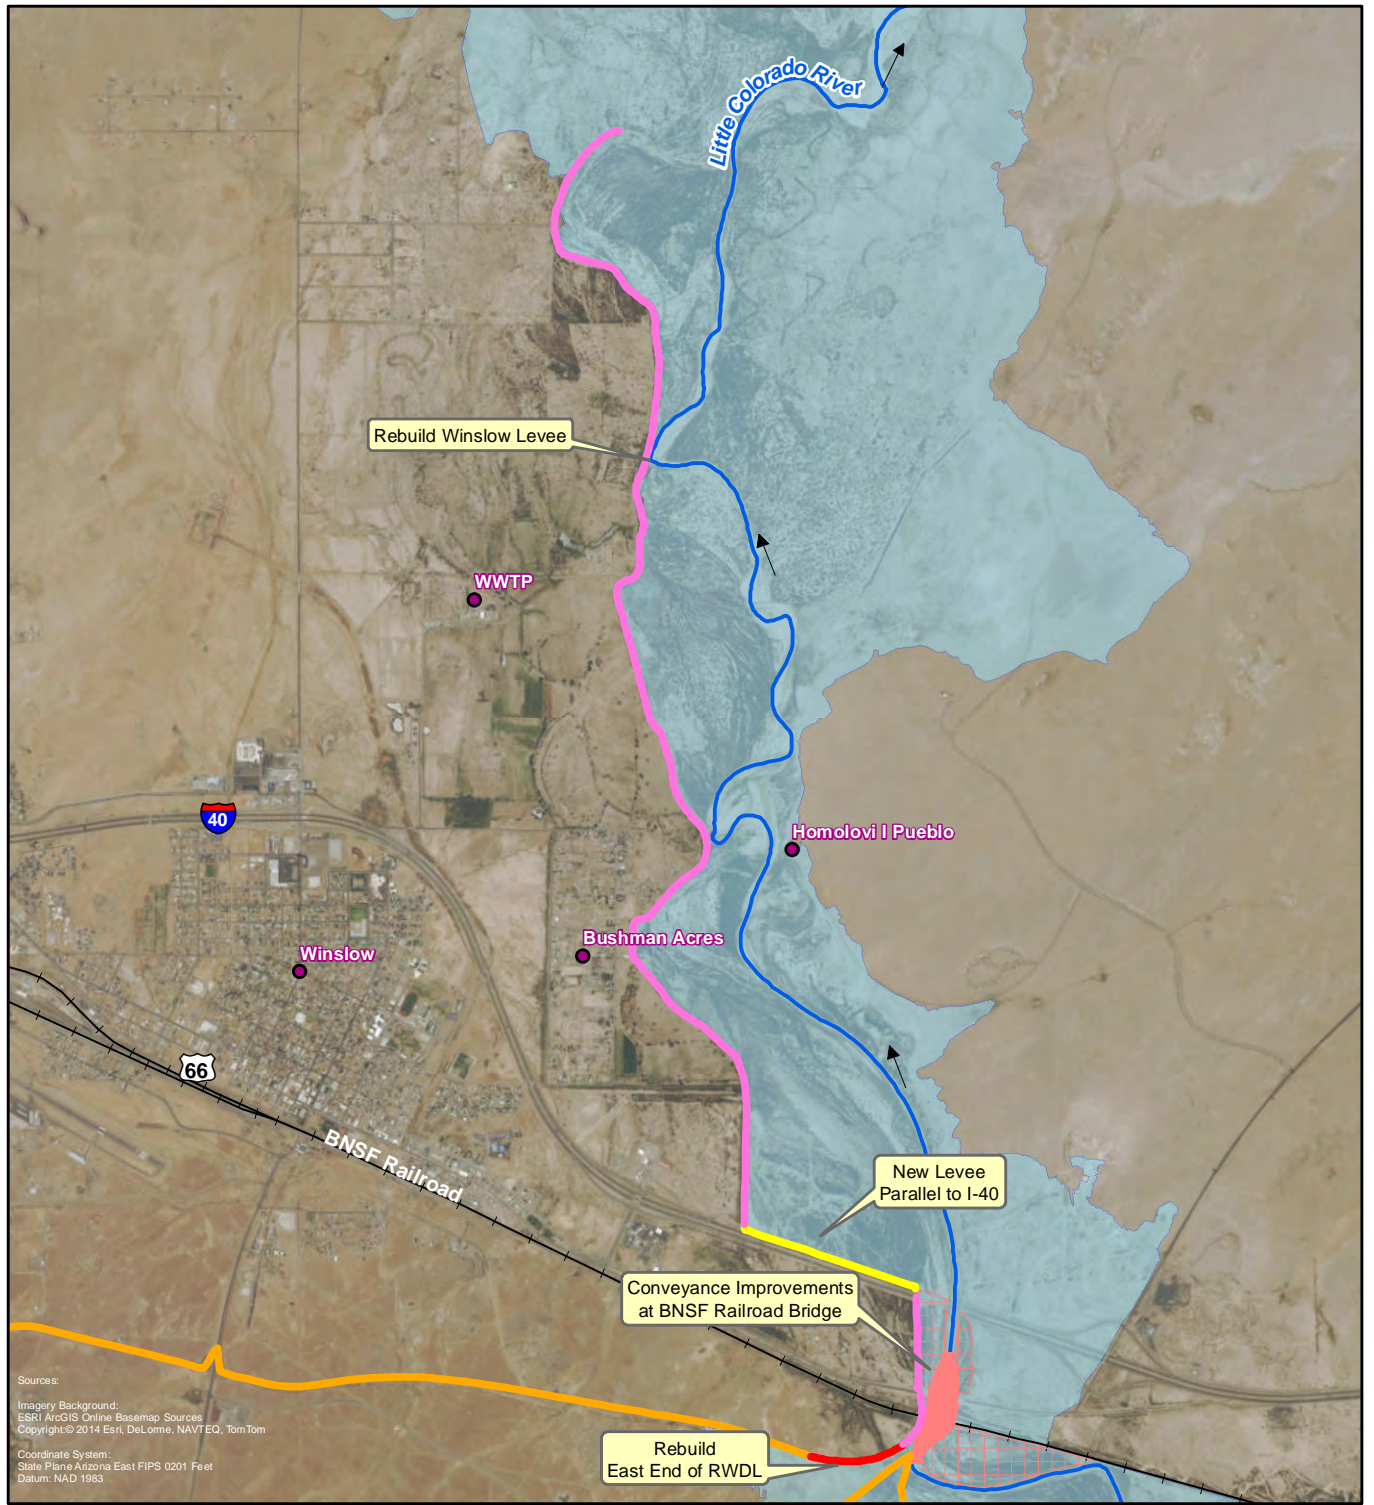 Little Colorado River
Rebuild Winslow Levee
WWTP
40
Homolovi I Pueblo
Bushman Acres
Winslow
66
BNSF Railroad
New Levee
Parallel to I-40
Conveyance Improvements
at BNSF Railroad Bridge
Rebuild
East End of RWDL
Sources:
Imagery Background:
ESRI ArcGIS Online Basemap Sources
Copyright:© 2014 Esri, DeLorme, NAVTEQ, TomTom
Coordinate System:
State Plane Arizona East FIPS 0201 Feet
Datum: NAD 1983